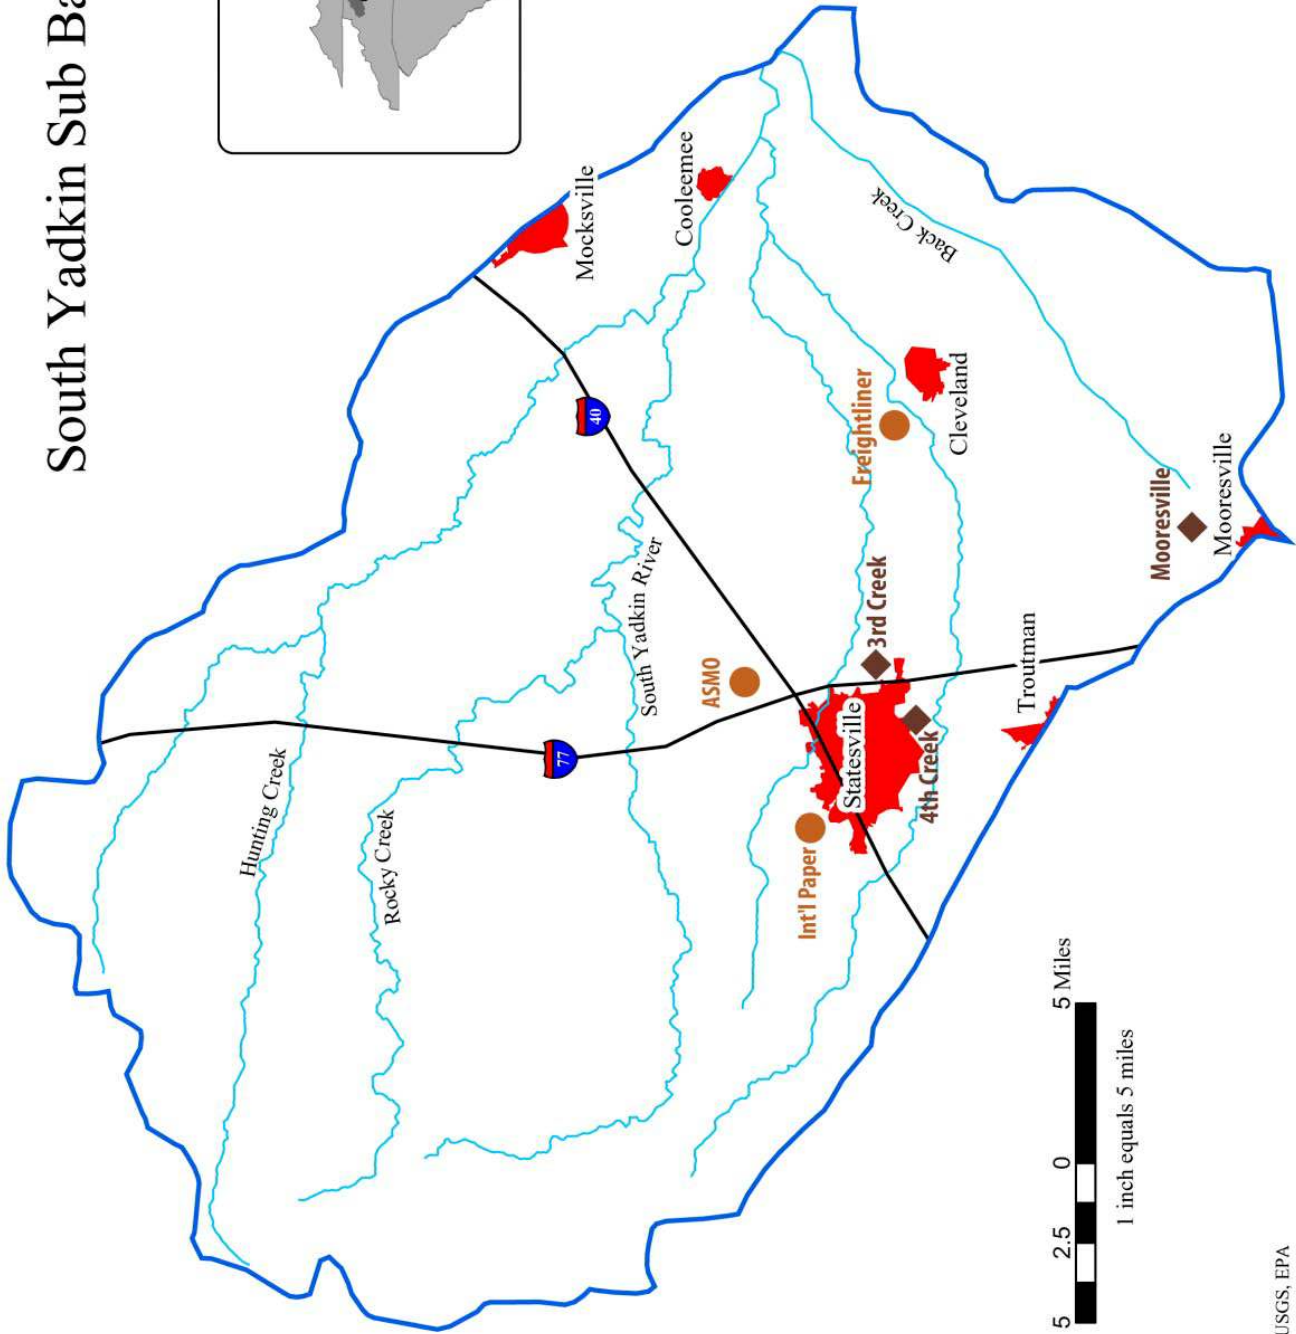 South Yadkin Sub Ba
Mocksville
Cooleemee
Back Creek
40
Freightliner
Cleveland
South Yadkin River
3rd Creek
Mooresville
Mooresville
ASMO
Troutman
77
Hunting Creek
Rocky Creek
Statesville
4th Creek
Int'l Paper
5 2.5 0 5 Miles
1 inch equals 5 miles
USGS, EPA